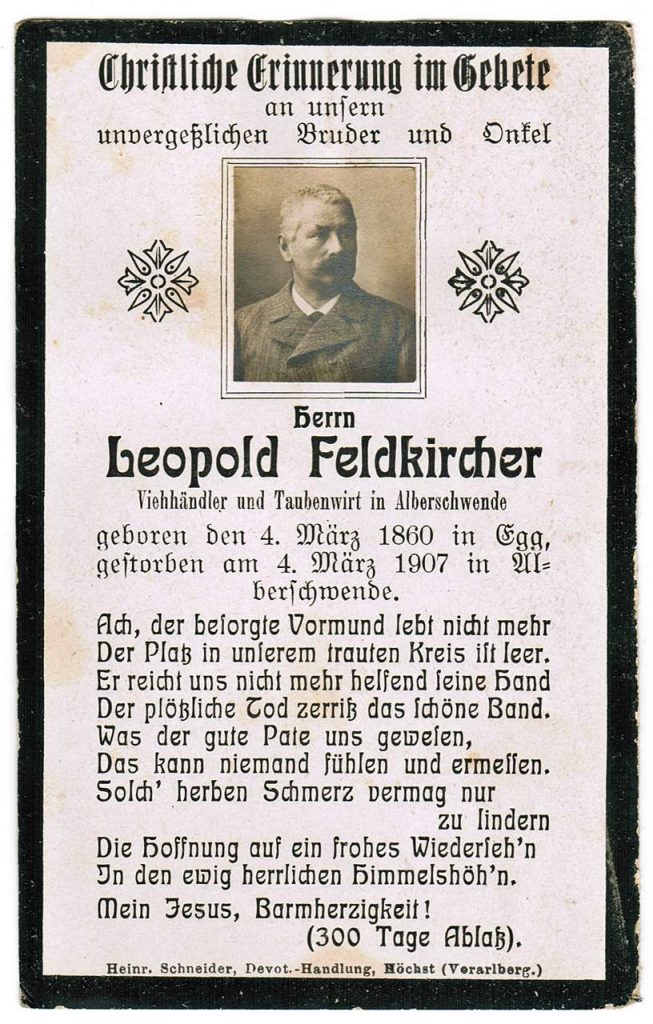 Christliche Erinnerung im Gebete
an unsern
unvergeßlichen Bruder und Onkel
Herrn
Leopold Feldkircher
Viehhändler und Taubenwirt in Alberschwende
geboren den 4. März 1860 in Egg,
gestorben am 4. März 1907 in Al-
berschwende.
Ach, der besorgte Vormund lebt nicht mehr
Der Platz in unserem trauten Kreis ist leer.
Er reicht uns nicht mehr helfend seine Hand
Der plötzliche Tod zerriß das schöne Band.
Was der gute Pate uns gewesen,
Das kann niemand fühlen und ermessen.
Solch' herben Schmerz vermag nur
zu lindern
Die Hoffnung auf ein frohes Wiederseh'n
In den ewig herrlichen Himmelshöh'n.
Mein Jesus, Barmherzigkeit!
(300 Tage Ablaß).
Heinr. Schneider, Devot.-Handlung, Höchst (Vorarlberg.)